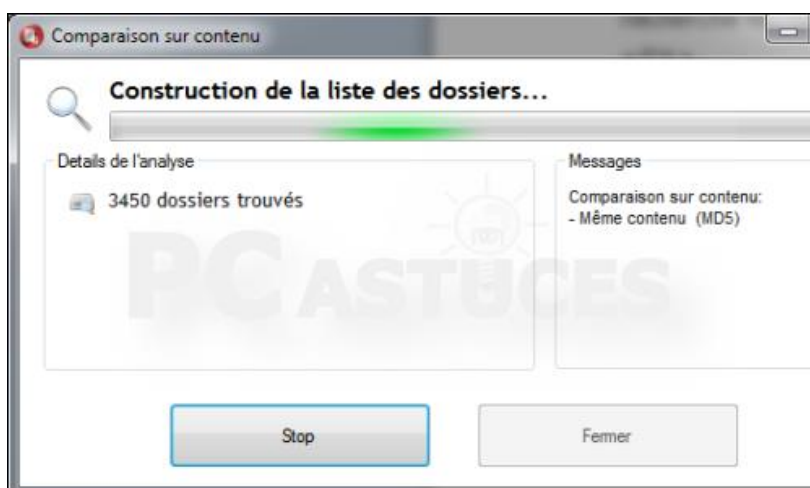 Comparaison sur contenu
Construction de la liste des dossiers...
Details de l'analyse
3450 dossiers trouvés
Messages
Comparaison sur contenu:
- Même contenu (MD5)
PC ASTUCES
Stop
Fermer